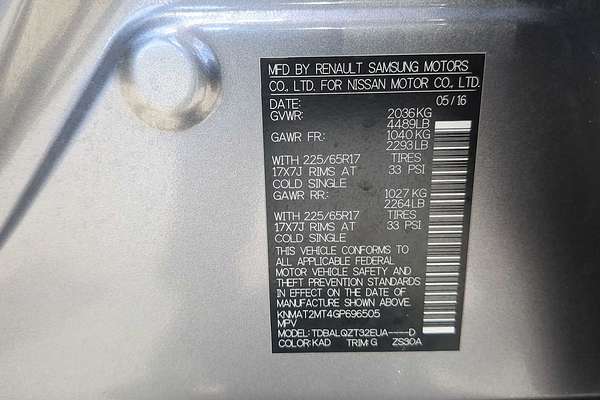 MFD BY RENAULT SAMSUNG MOTORS
CO., LTD. FOR NISSAN MOTOR CO., LTD.
DATE: 05/16
GVWR: 2036KG
4489LB
GAWR FR: 1040 KG
2293 LB
WITH 225/65R17 TIRES
17X7J RIMS AT 33 PSI
COLD SINGLE
GAWR RR: 1027 KG
2264LB
WITH 225/65R17 TIRES
17X7J RIMS AT 33 PSI
COLD SINGLE
THIS VEHICLE CONFORMS TO
ALL APPLICABLE FEDERAL
MOTOR VEHICLE SAFETY AND
THEFT PREVENTION STANDARDS
IN EFFECT ON THE DATE OF
MANUFACTURE SHOWN ABOVE.
KNMAT2MT4GP696505
MPV
MODEL: TDBALQZT32EUA----D
COLOR: KAD TRIM: G ZS30A